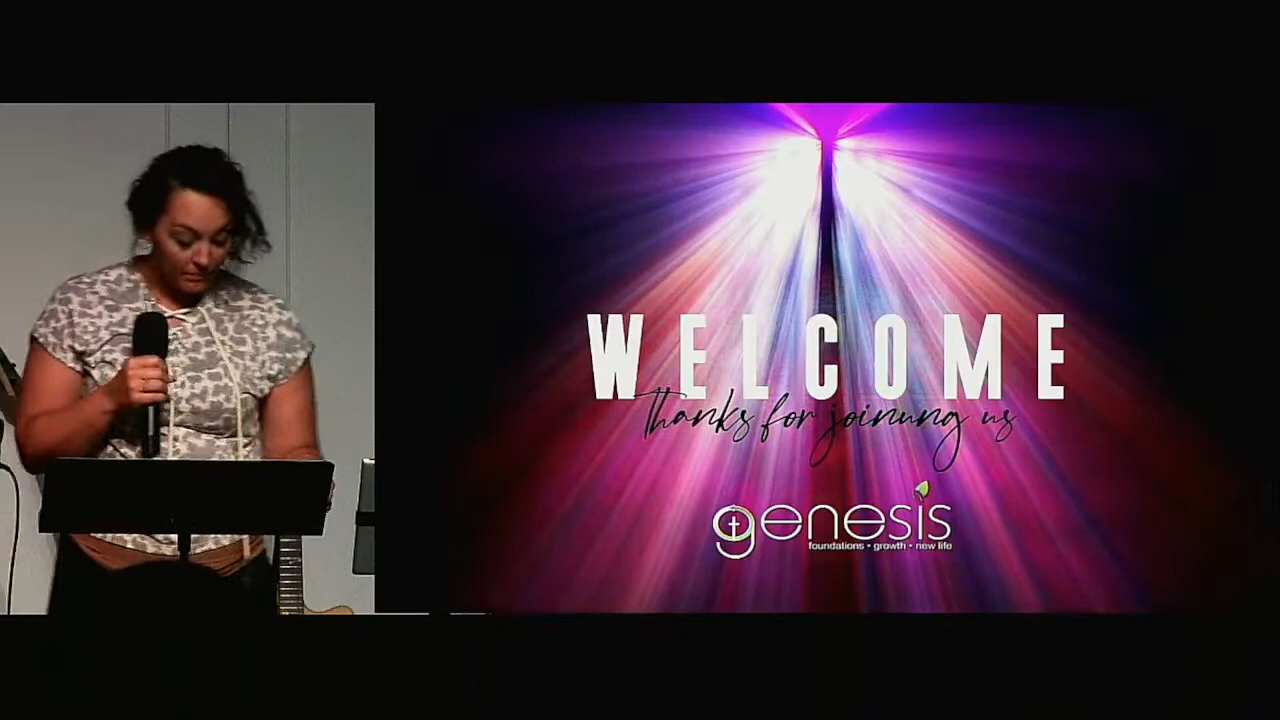 WELCOME
Thanks for joinung us
genesis
foundations • growth • new life